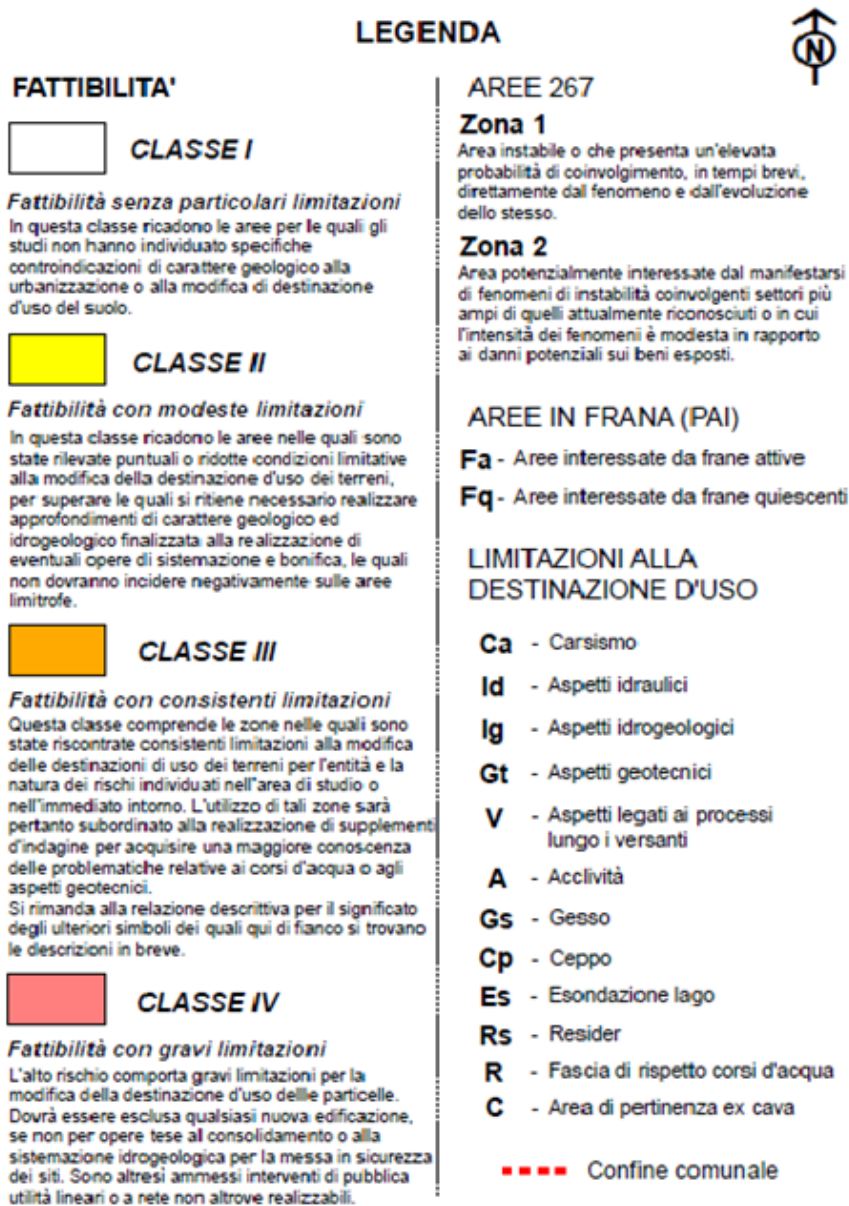 LEGENDA
N
FATTIBILITA'
CLASSE I
Fattibilità senza particolari limitazioni
In questa classe ricadono le aree per le quali gli
studi non hanno individuato specifiche
controindicazioni di carattere geologico alla
urbanizzazione o alla modifica di destinazione
d'uso del suolo.
CLASSE II
Fattibilità con modeste limitazioni
In questa classe ricadono le aree nelle quali sono
state rilevate puntuali o ridotte condizioni limitative
alla modifica della destinazione d'uso dei terreni,
per superare le quali si ritiene necessario realizzare
approfondimenti di carattere geologico ed
idrogeologico finalizzata alla realizzazione di
eventuali opere di sistemazione e bonifica, le quali
non dovranno incidere negativamente sulle aree
limitrofe.
CLASSE III
Fattibilità con consistenti limitazioni
Questa classe comprende le zone nelle quali sono
state riscontrate consistenti limitazioni alla modifica
delle destinazioni di uso dei terreni per l'entità e la
natura dei rischi individuati nell'area di studio o
nell'immediato intorno. L'utilizzo di tali zone sarà
pertanto subordinato alla realizzazione di supplementi
d'indagine per acquisire una maggiore conoscenza
delle problematiche relative ai corsi d'acqua o agli
aspetti geotecnici.
Si rimanda alla relazione descrittiva per il significato
degli ulteriori simboli dei quali qui di fianco si trovano
le descrizioni in breve.
CLASSE IV
Fattibilità con gravi limitazioni
L'alto rischio comporta gravi limitazioni per la
modifica della destinazione d'uso dellle particelle.
Dovrà essere esclusa qualsiasi nuova edificazione,
se non per opere tese al consolidamento o alla
sistemazione idrogeologica per la messa in sicurezza
dei siti. Sono altresì ammessi interventi di pubblica
utilità lineari o a rete non altrove realizzabili.
AREE 267
Zona 1
Area instabile o che presenta un'elevata
probabilità di coinvolgimento, in tempi brevi,
direttamente dal fenomeno e dall'evoluzione
dello stesso.
Zona 2
Area potenzialmente interessate dal manifestarsi
di fenomeni di instabilità coinvolgenti settori più
ampi di quelli attualmente riconosciuti o in cui
l'intensità dei fenomeni è modesta in rapporto
ai danni potenziali sui beni esposti.
AREE IN FRANA (PAI)
Fa - Aree interessate da frane attive
Fq - Aree interessate da frane quiescenti
LIMITAZIONI ALLA
DESTINAZIONE D'USO
Ca - Carsismo
Id - Aspetti idraulici
Ig - Aspetti idrogeologici
Gt - Aspetti geotecnici
V - Aspetti legati ai processi
lungo i versanti
A - Acclività
Gs - Gesso
Cp - Ceppo
Es - Esondazione lago
Rs - Resider
R - Fascia di rispetto corsi d'acqua
C - Area di pertinenza ex cava
Confine comunale